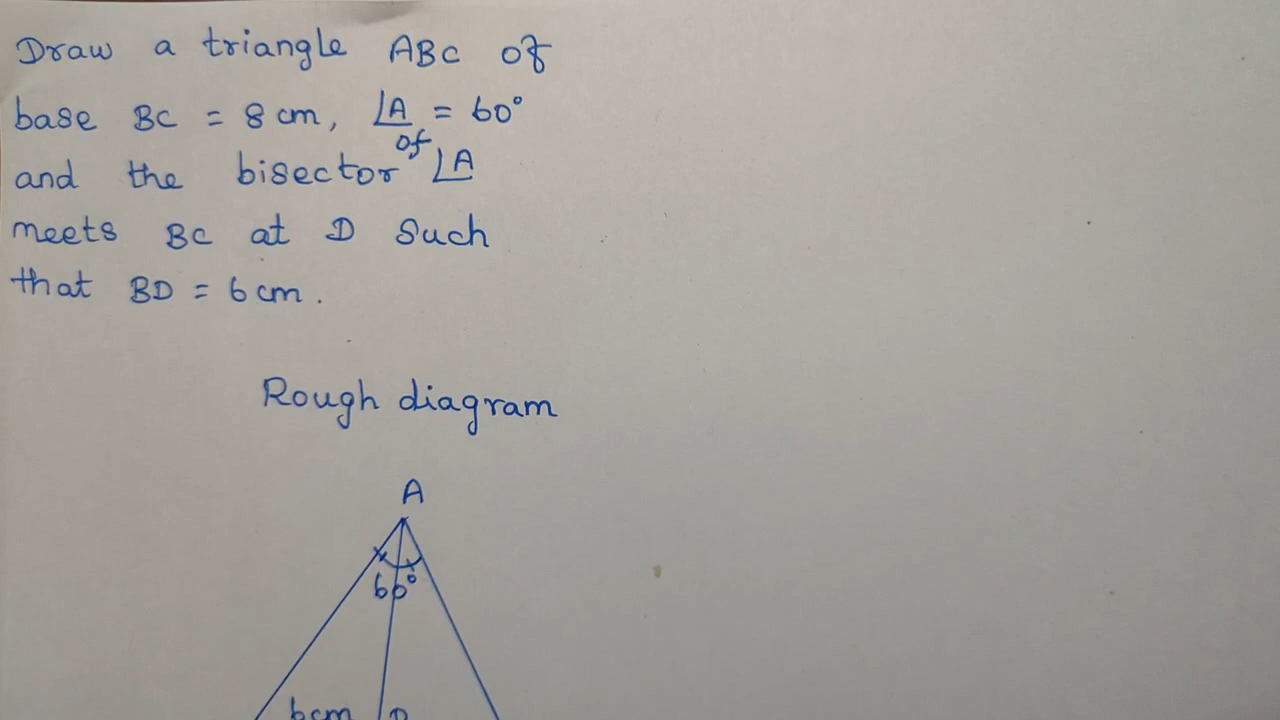 Draw a triangle ABC of
base BC = 8 cm, ∠A = 60°
and the bisector of ∠A
meets BC at D such
that BD = 6 cm.
Rough diagram
A
60°
6cm D